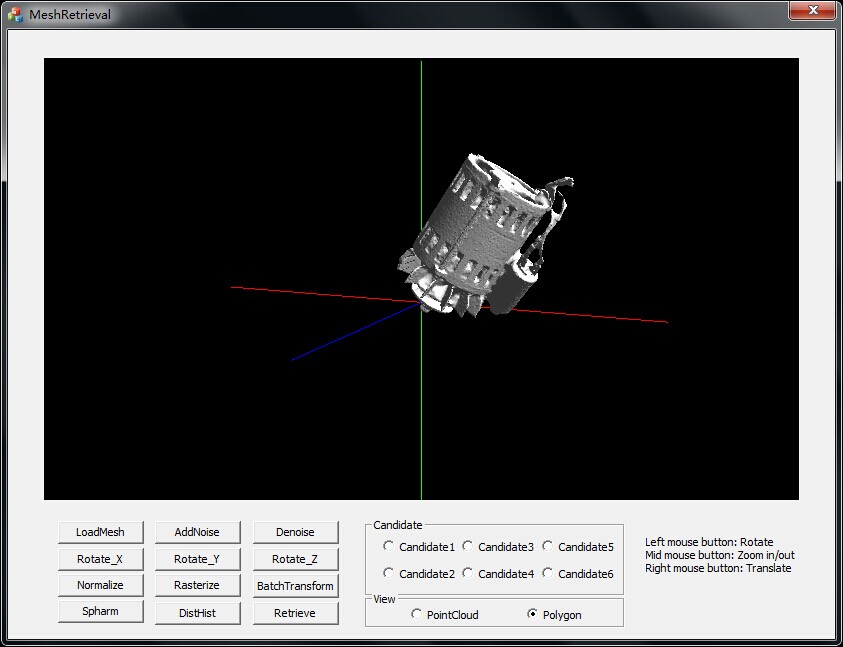 MeshRetrieval
LoadMesh AddNoise Denoise
Rotate_X Rotate_Y Rotate_Z
Normalize Rasterize BatchTransform
Spharm DistHist Retrieve
Candidate
Candidate1 Candidate3 Candidate5
Candidate2 Candidate4 Candidate6
View
PointCloud Polygon
Left mouse button: Rotate
Mid mouse button: Zoom in/out
Right mouse button: Translate